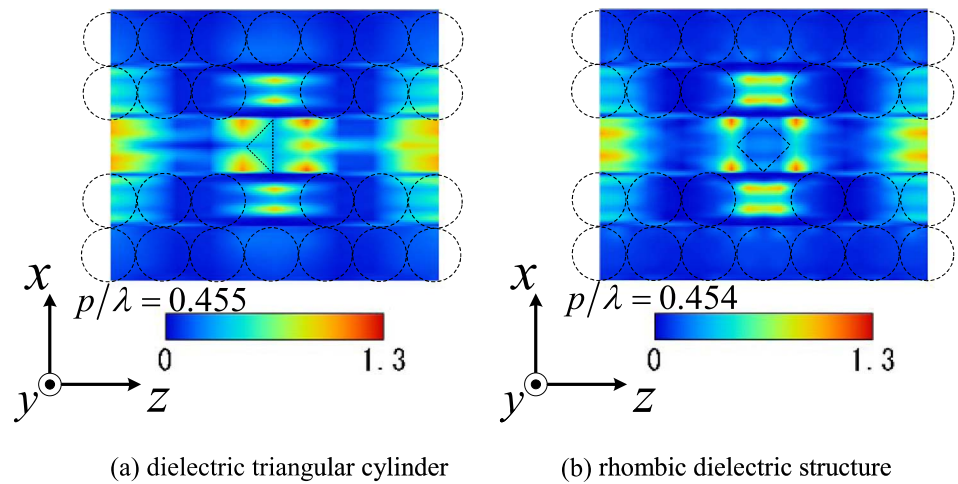 x
p/λ = 0.455
0 1.3
y z
(a) dielectric triangular cylinder
x
p/λ = 0.454
0 1.3
y z
(b) rhombic dielectric structure